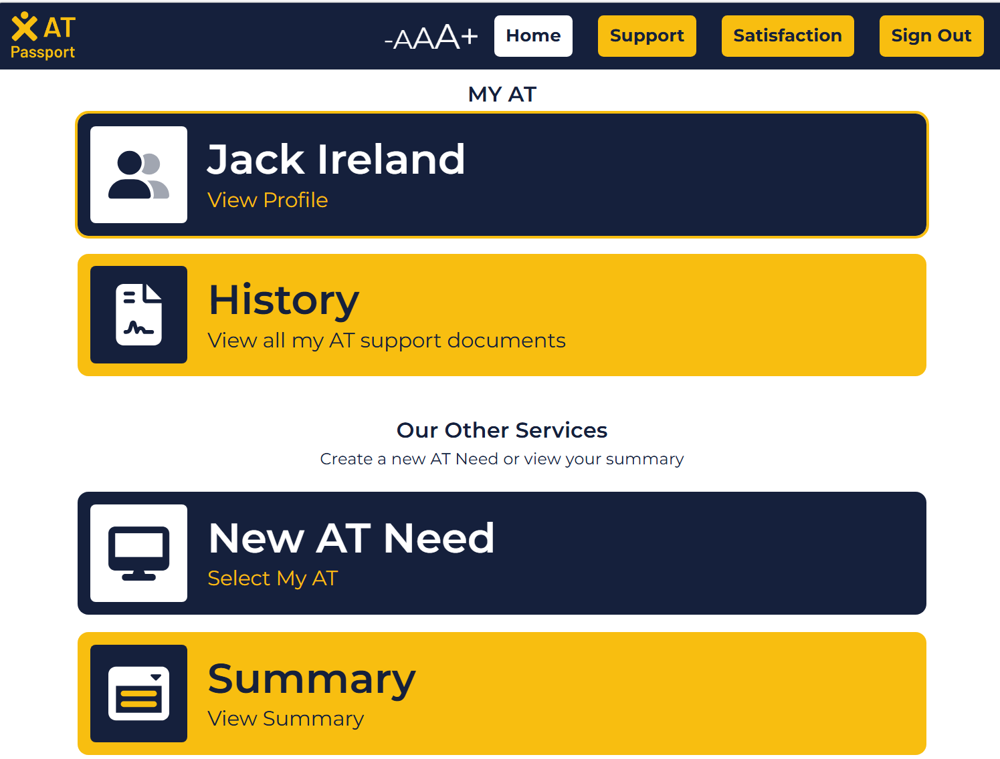 AT
Passport
-AAA+
Home
Support
Satisfaction
Sign Out
MY AT
Jack Ireland
View Profile
History
View all my AT support documents
Our Other Services
Create a new AT Need or view your summary
New AT Need
Select My AT
Summary
View Summary